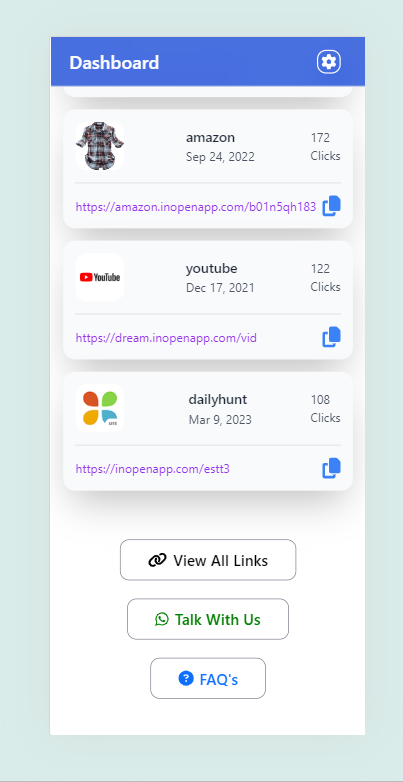 Dashboard
amazon
172
Sep 24, 2022
Clicks
https://amazon.inopenapp.com/b01n5qh183
YouTube
youtube
122
Dec 17, 2021
Clicks
https://dream.inopenapp.com/vid
dailyhunt
108
Mar 9, 2023
Clicks
https://inopenapp.com/estt3
View All Links
Talk With Us
FAQ's